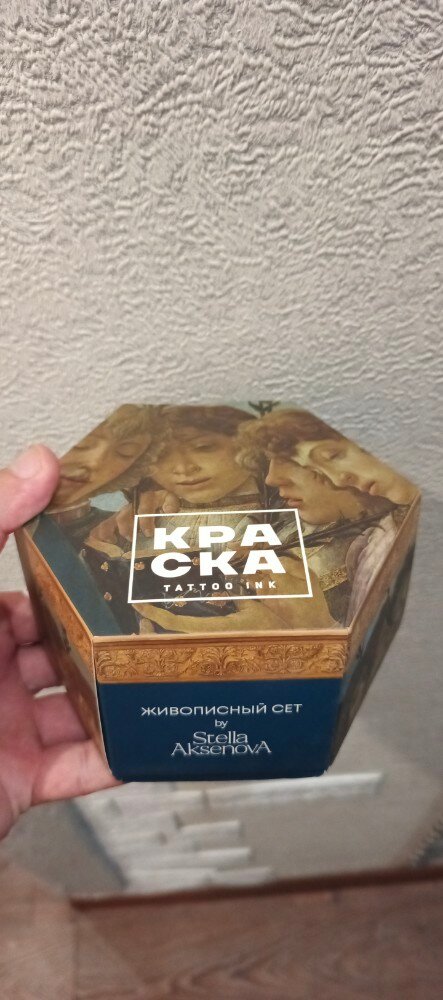 КРА
СКА
TATTOO INK
ЖИВОПИСНЫЙ СЕТ
by
Stella
AksenovA